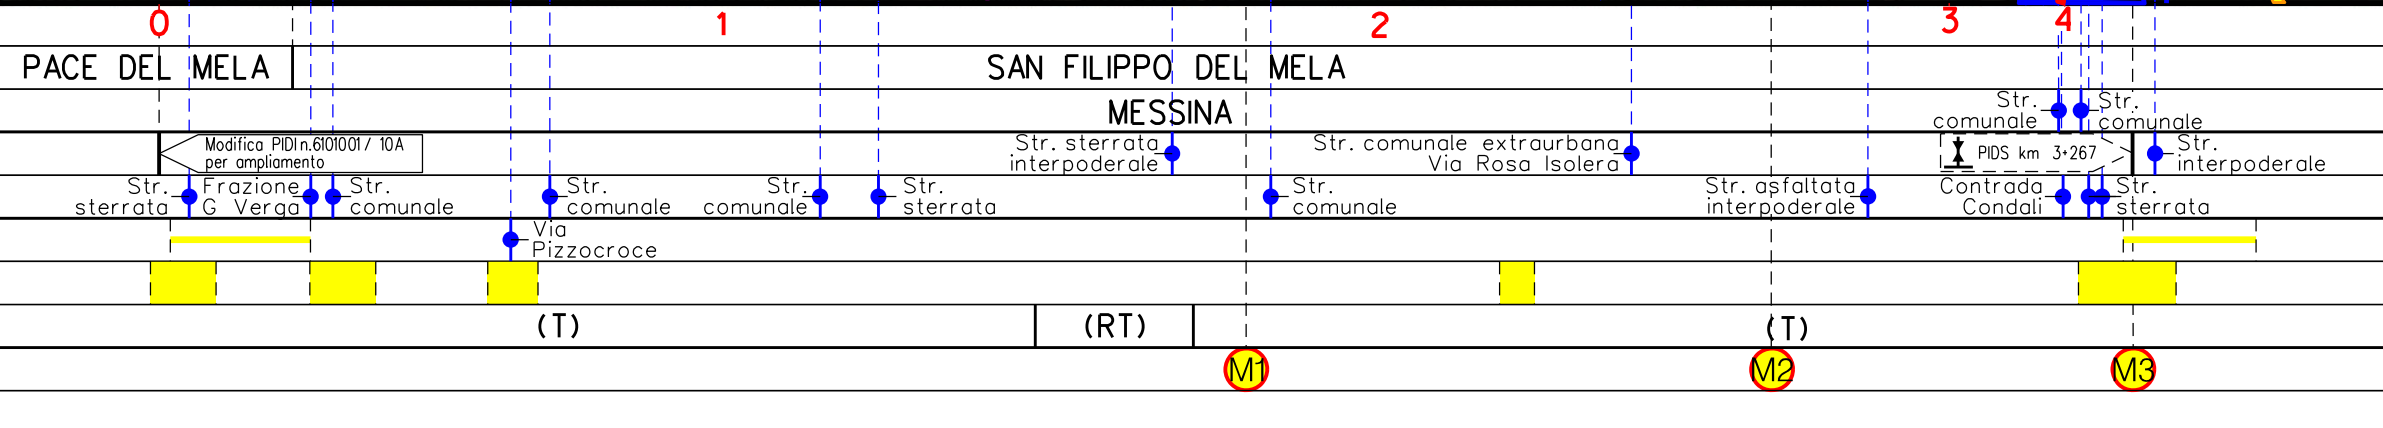 0 1 2 3 4
PACE DEL MELA SAN FILIPPO DEL MELA
MESSINA
Str.
comunale
Str.
comunale
Modifica PIDI n.6101001 / 10A
per ampliamento
Str. sterrata
interpoderale
Str. comunale extraurbana
Via Rosa Isolera
PIDS km 3+267
Str.
interpoderale
Str.
sterrata
Frazione
G Verga
Str.
comunale
Str.
comunale
Str.
comunale
Str.
sterrata
Str.
comunale
Str. asfaltata
interpoderale
Contrada
Condali
Str.
sterrata
Via
Pizzocroce
(T) (RT) (T)
M1 M2 M3